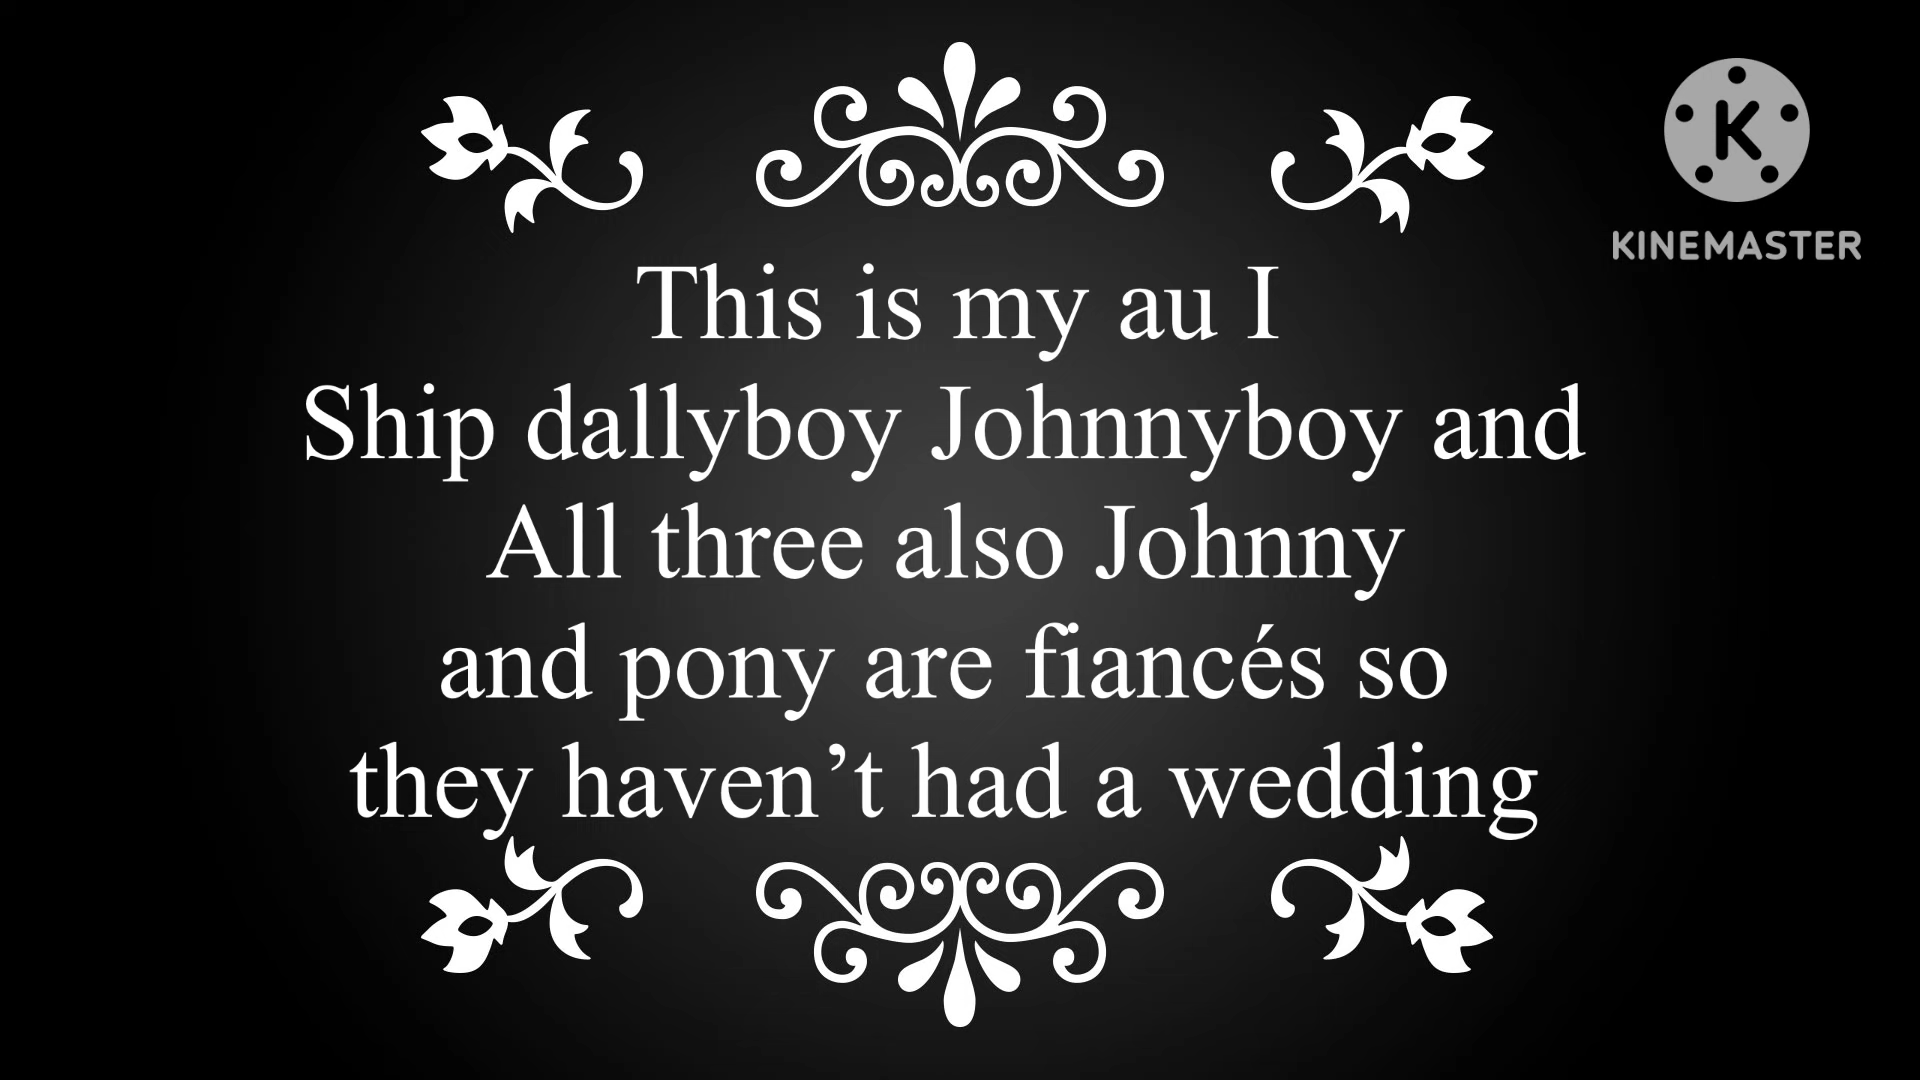 K
KINEMASTER
This is my au I
Ship dallyboy Johnnyboy and
All three also Johnny
and pony are fiancés so
they haven’t had a wedding